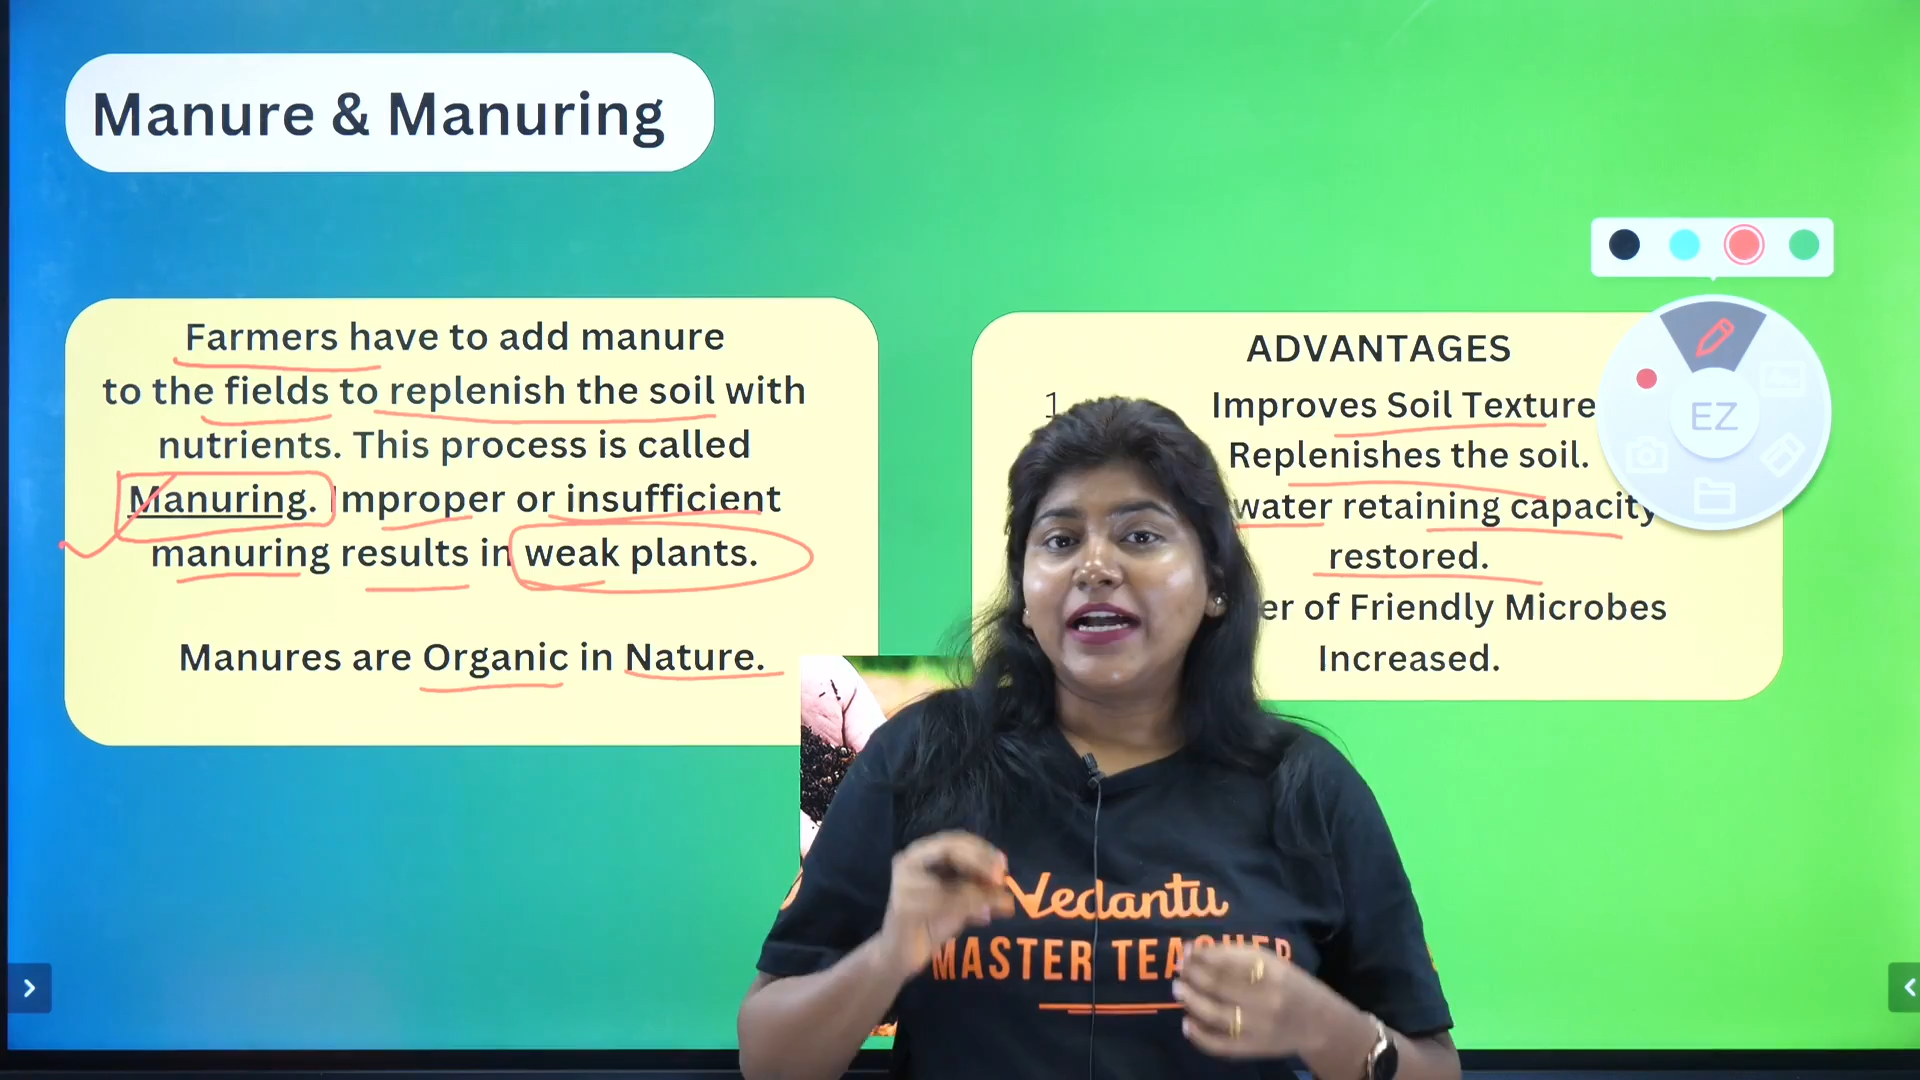 Manure & Manuring
Farmers have to add manure
to the fields to replenish the soil with
nutrients. This process is called
Manuring. Improper or insufficient
manuring results in weak plants.
Manures are Organic in Nature.
ADVANTAGES
1. Improves Soil Texture
Replenishes the soil.
water retaining capacity
restored.
of Friendly Microbes
Increased.
EZ
Vedantu
MASTER TEACHER